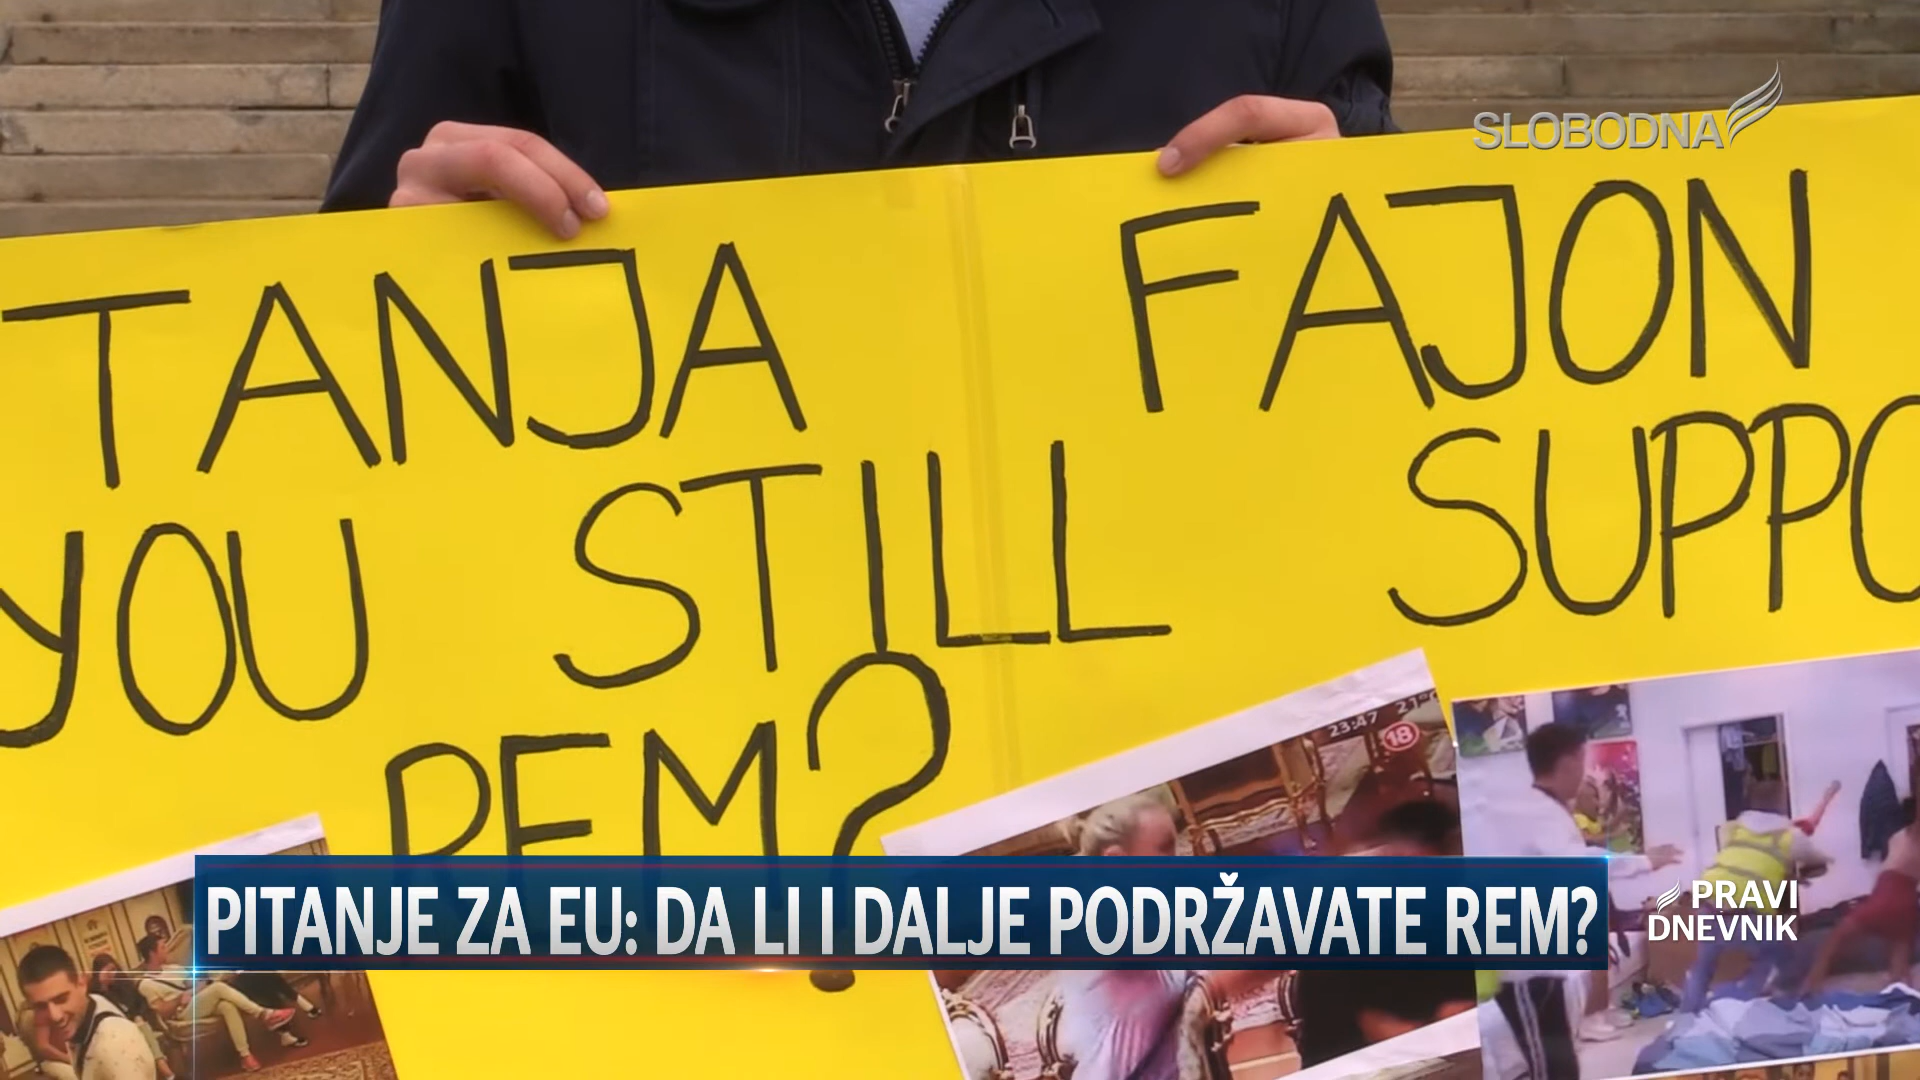 SLOBODNA
TANJA FAJON
YOU STILL SUPPO
REM?
23:47 21°C
18
PITANJE ZA EU: DA LI I DALJE PODRŽAVATE REM?
PRAVI
DNEVNIK